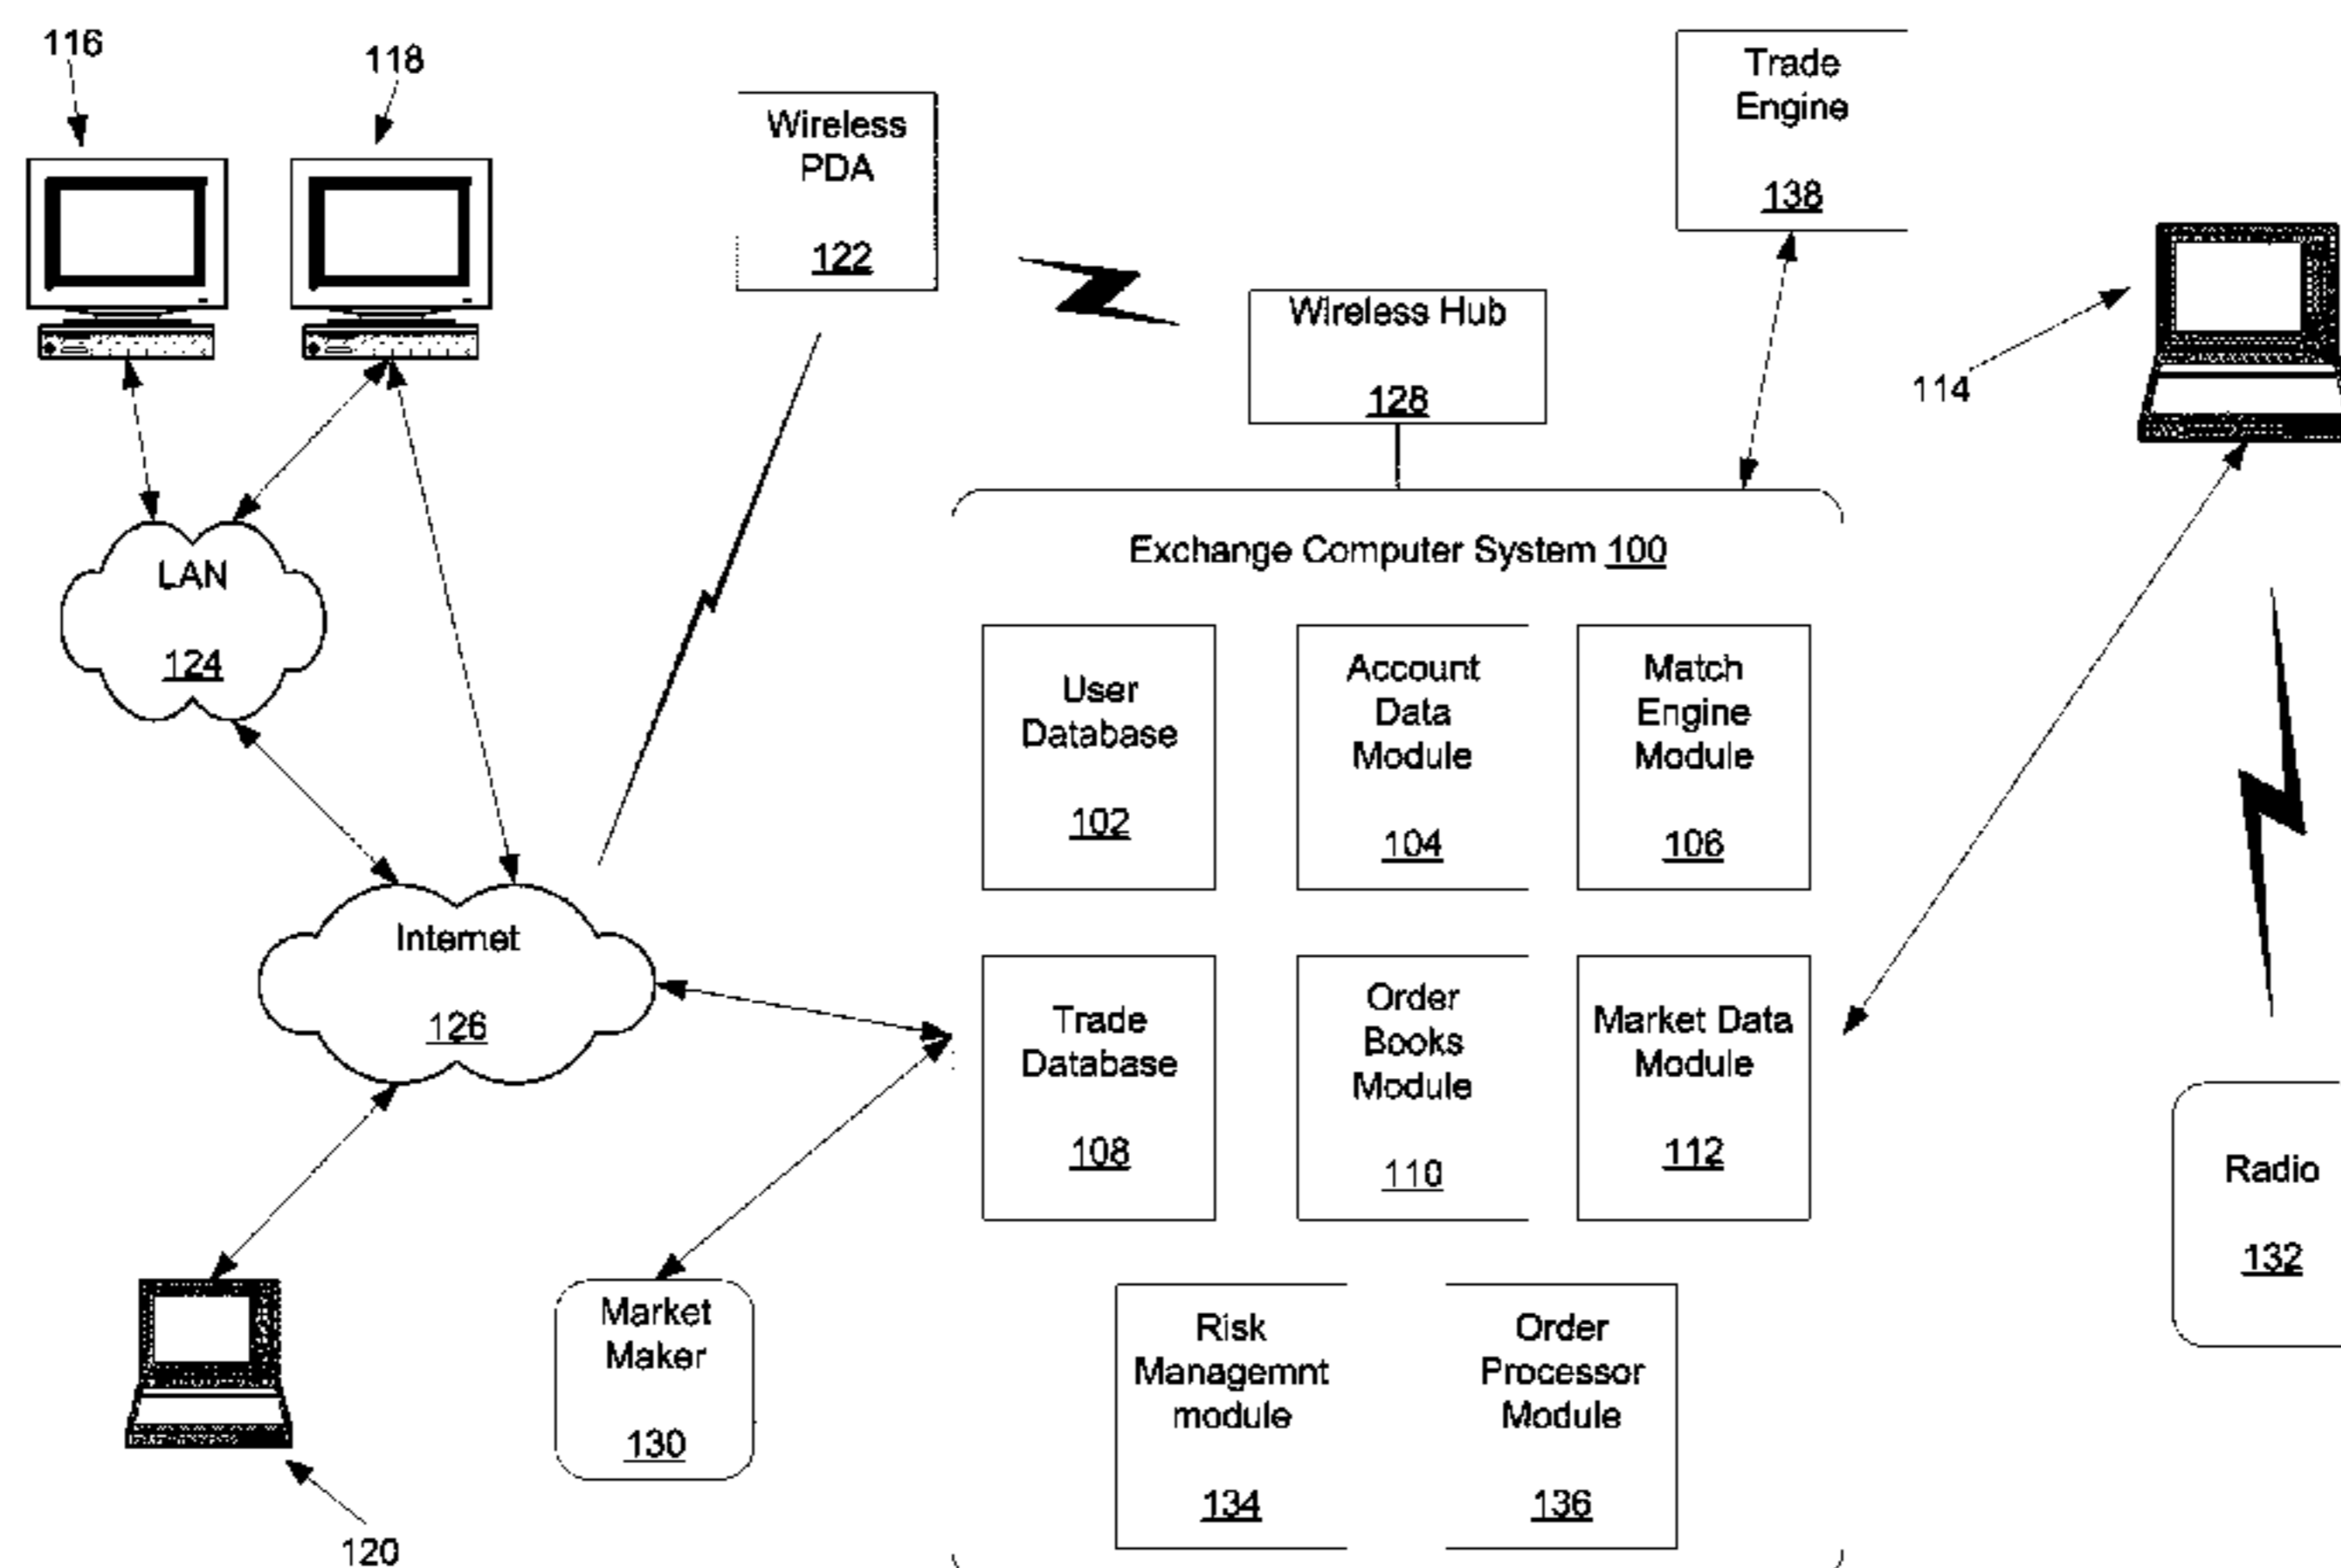 116
118
Wireless
PDA
122
Trade
Engine
138
Wireless Hub
128
114
LAN
124
Exchange Computer System 100
User
Database
102
Account
Data
Module
104
Match
Engine
Module
106
Internet
126
Trade
Database
108
Order
Books
Module
110
Market Data
Module
112
Radio
132
Market
Maker
130
Risk
Managemnt
module
134
Order
Processor
Module
136
120